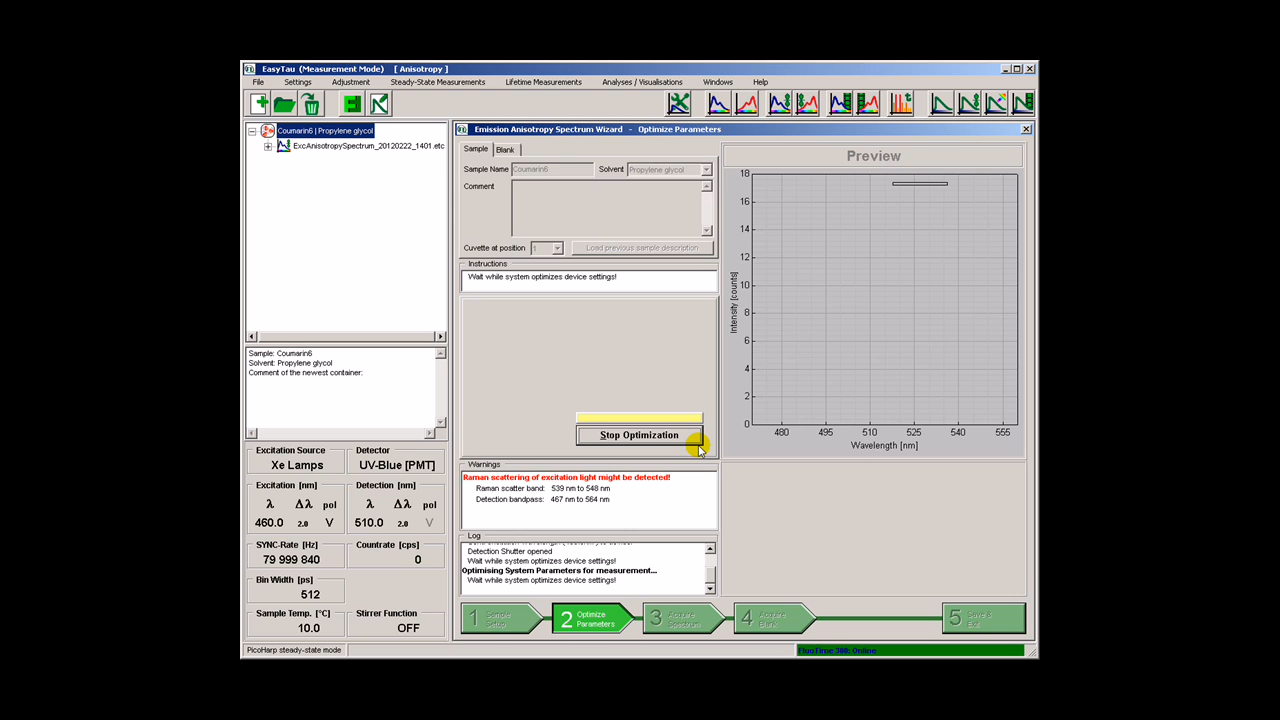 EasyTau (Measurement Mode) [ Anisotropy ]
File Settings Adjustment Steady-State Measurements Lifetime Measurements Analyses / Visualisations Windows Help
Coumarin6 | Propylene glycol
ExcAnisotropySpectrum_20120222_1401.etc
Sample: Coumarin6
Solvent: Propylene glycol
Comment of the newest container:
Excitation Source
Xe Lamps
Detector
UV-Blue [PMT]
Excitation [nm]
λ Δλ pol
460.0 2.0 V
Detection [nm]
λ Δλ pol
510.0 2.0 V
SYNC-Rate [Hz]
79 999 840
Countrate [cps]
0
Bin Width [ps]
512
Sample Temp. [°C]
10.0
Stirrer Function
OFF
Emission Anisotropy Spectrum Wizard - Optimize Parameters
Sample Blank
Sample Name Coumarin6 Solvent Propylene glycol
Comment
Cuvette at position 1 Load previous sample description
Instructions
Wait while system optimizes device settings!
Stop Optimization
Warnings
Raman scattering of excitation light might be detected!
Raman scatter band: 539 nm to 548 nm
Detection bandpass: 467 nm to 564 nm
Log
Detection Shutter opened
Wait while system optimizes device settings!
Optimising System Parameters for measurement...
Wait while system optimizes device settings!
Preview
18
16
14
12
10
8
6
4
2
0
Intensity [counts]
480 495 510 525 540 555
Wavelength [nm]
1 Sample Setup
2 Optimize Parameters
3 Acquire Spectrum
4 Acquire Blank
5 Save & Exit
PicoHarp steady-state mode
FluoTime 300: Online